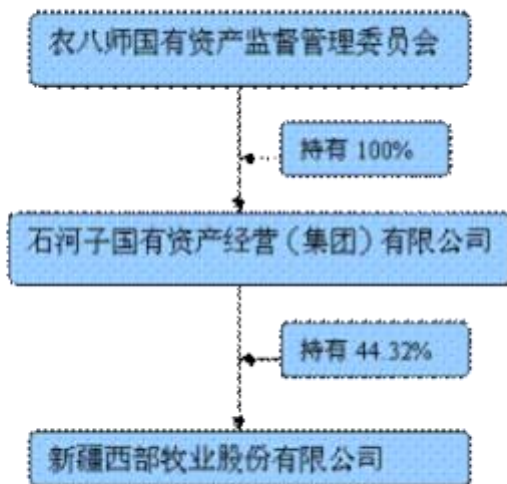 农八师国有资产监督管理委员会
持有 100%
石河子国有资产经营（集团）有限公司
持有 44.32%
新疆西部牧业股份有限公司